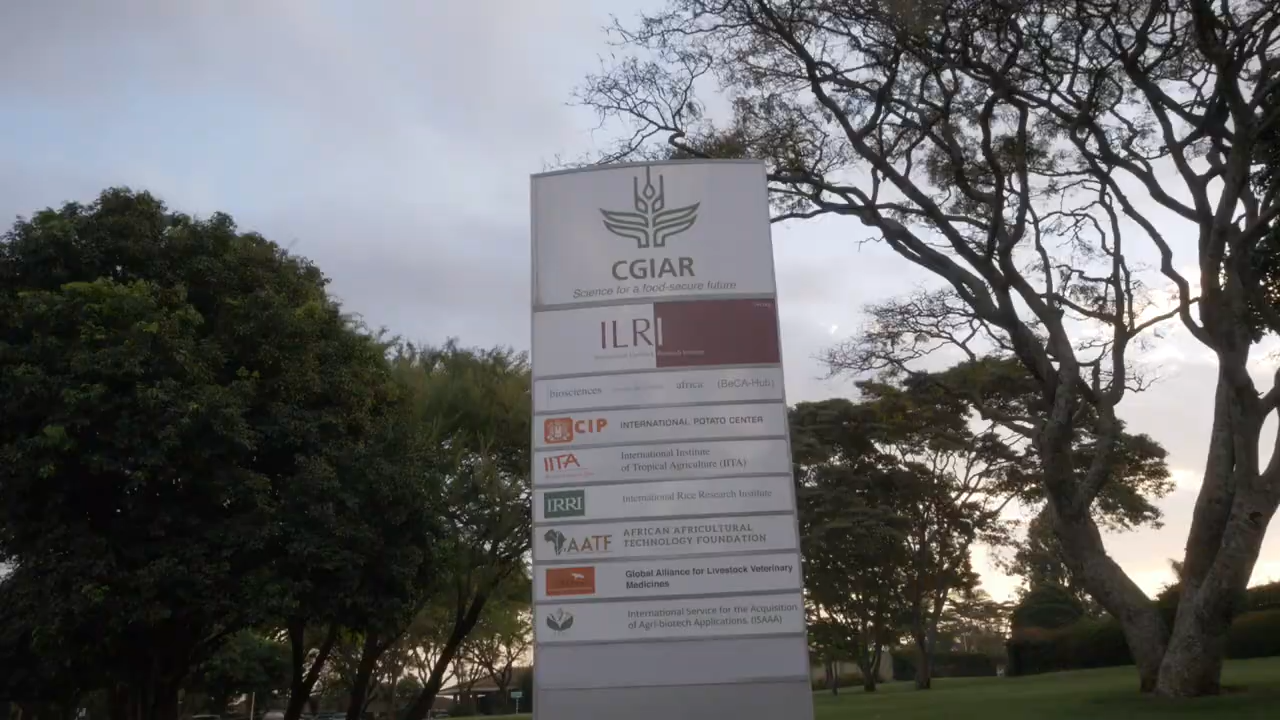 CGIAR
Science for a food-secure future
ILRI
biosciences africa (BecA-Hub)
CIP INTERNATIONAL POTATO CENTER
IITA International Institute
of Tropical Agriculture (IITA)
IRRI International Rice Research Institute
AATF AFRICAN AFRICULTURAL
TECHNOLOGY FOUNDATION
Global Alliance for Livestock Veterinary
Medicines
International Service for the Acquisition
of Agri-biotech Applications. (ISAAA)